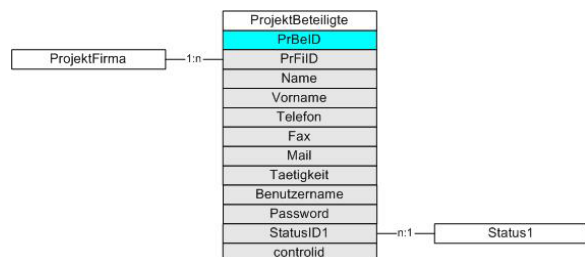 ProjektBeteiligte
PrBeID
ProjektFirma
1:n
PrFiID
Name
Vorname
Telefon
Fax
Mail
Taetigkeit
Benutzername
Password
StatusID1
n:1
Status1
controlid